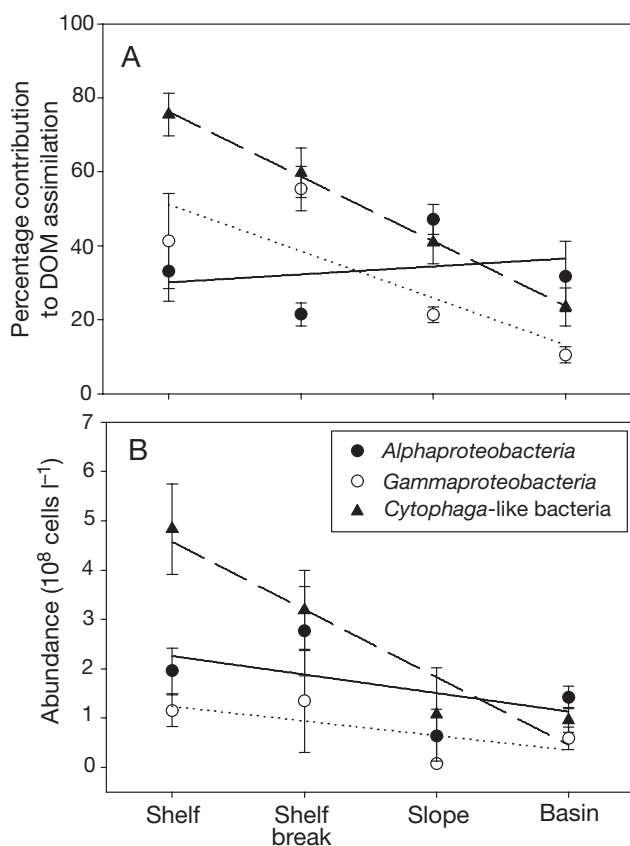 100
80
60
40
20
0
Percentage contribution
to DOM assimilation
A
7
6
5
4
3
2
1
0
Abundance (10⁸ cells l⁻¹)
B
Alphaproteobacteria
Gammaproteobacteria
Cytophaga-like bacteria
Shelf
Shelf
break
Slope
Basin